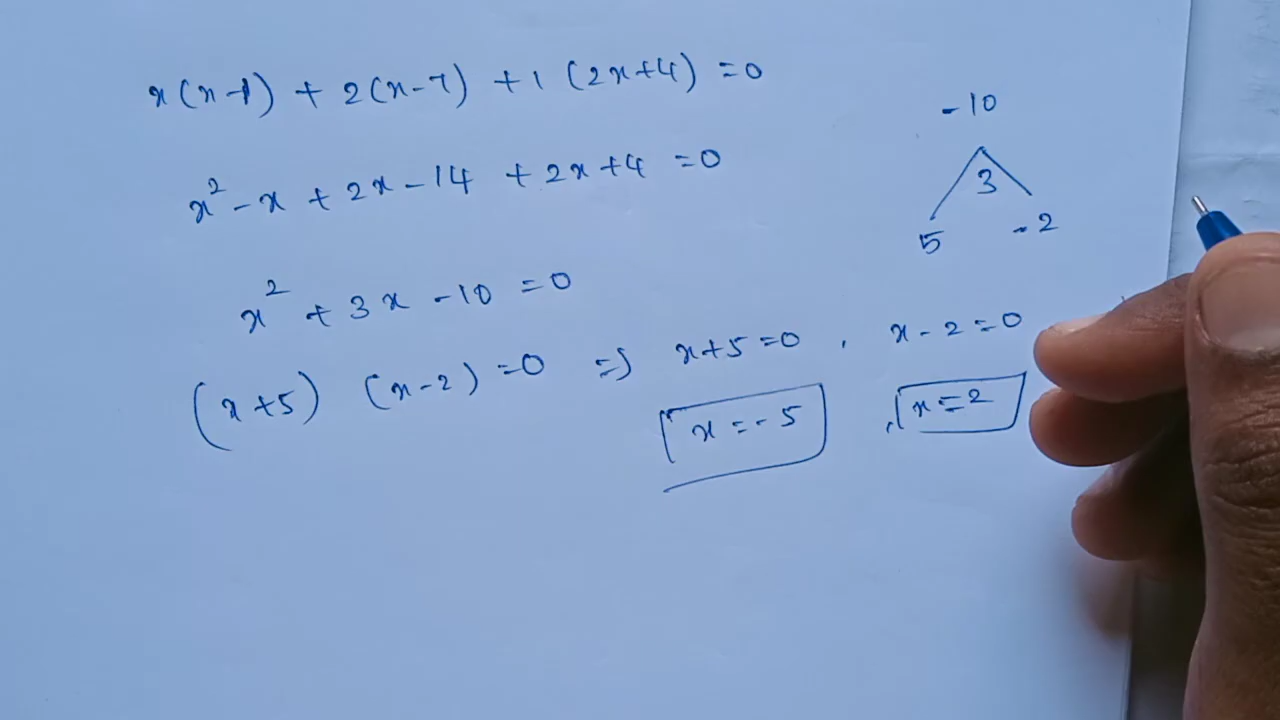 x(x-1) + 2(x-7) + 1 (2x+4) = 0
x² - x + 2x - 14 + 2x + 4 = 0
x² + 3x - 10 = 0
(x+5) (x-2) = 0 ⇒ x+5 = 0 , x - 2 = 0
x = - 5 , x = 2
- 10
3
5 - 2